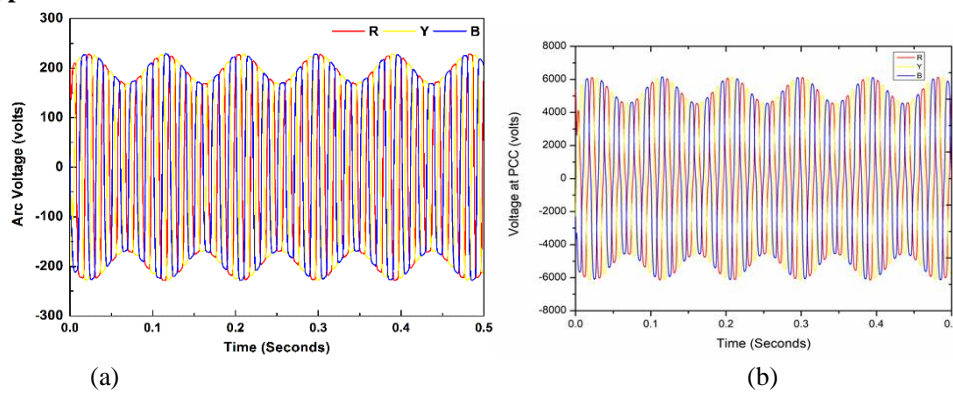 300
200
100
0
-100
-200
-300
Arc Voltage (volts)
R Y B
0.0 0.1 0.2 0.3 0.4 0.5
Time (Seconds)
(a)
8000
6000
4000
2000
0
-2000
-4000
-6000
-8000
Voltage at PCC (volts)
R
Y
B
0.0 0.1 0.2 0.3 0.4
Time (Seconds)
(b)